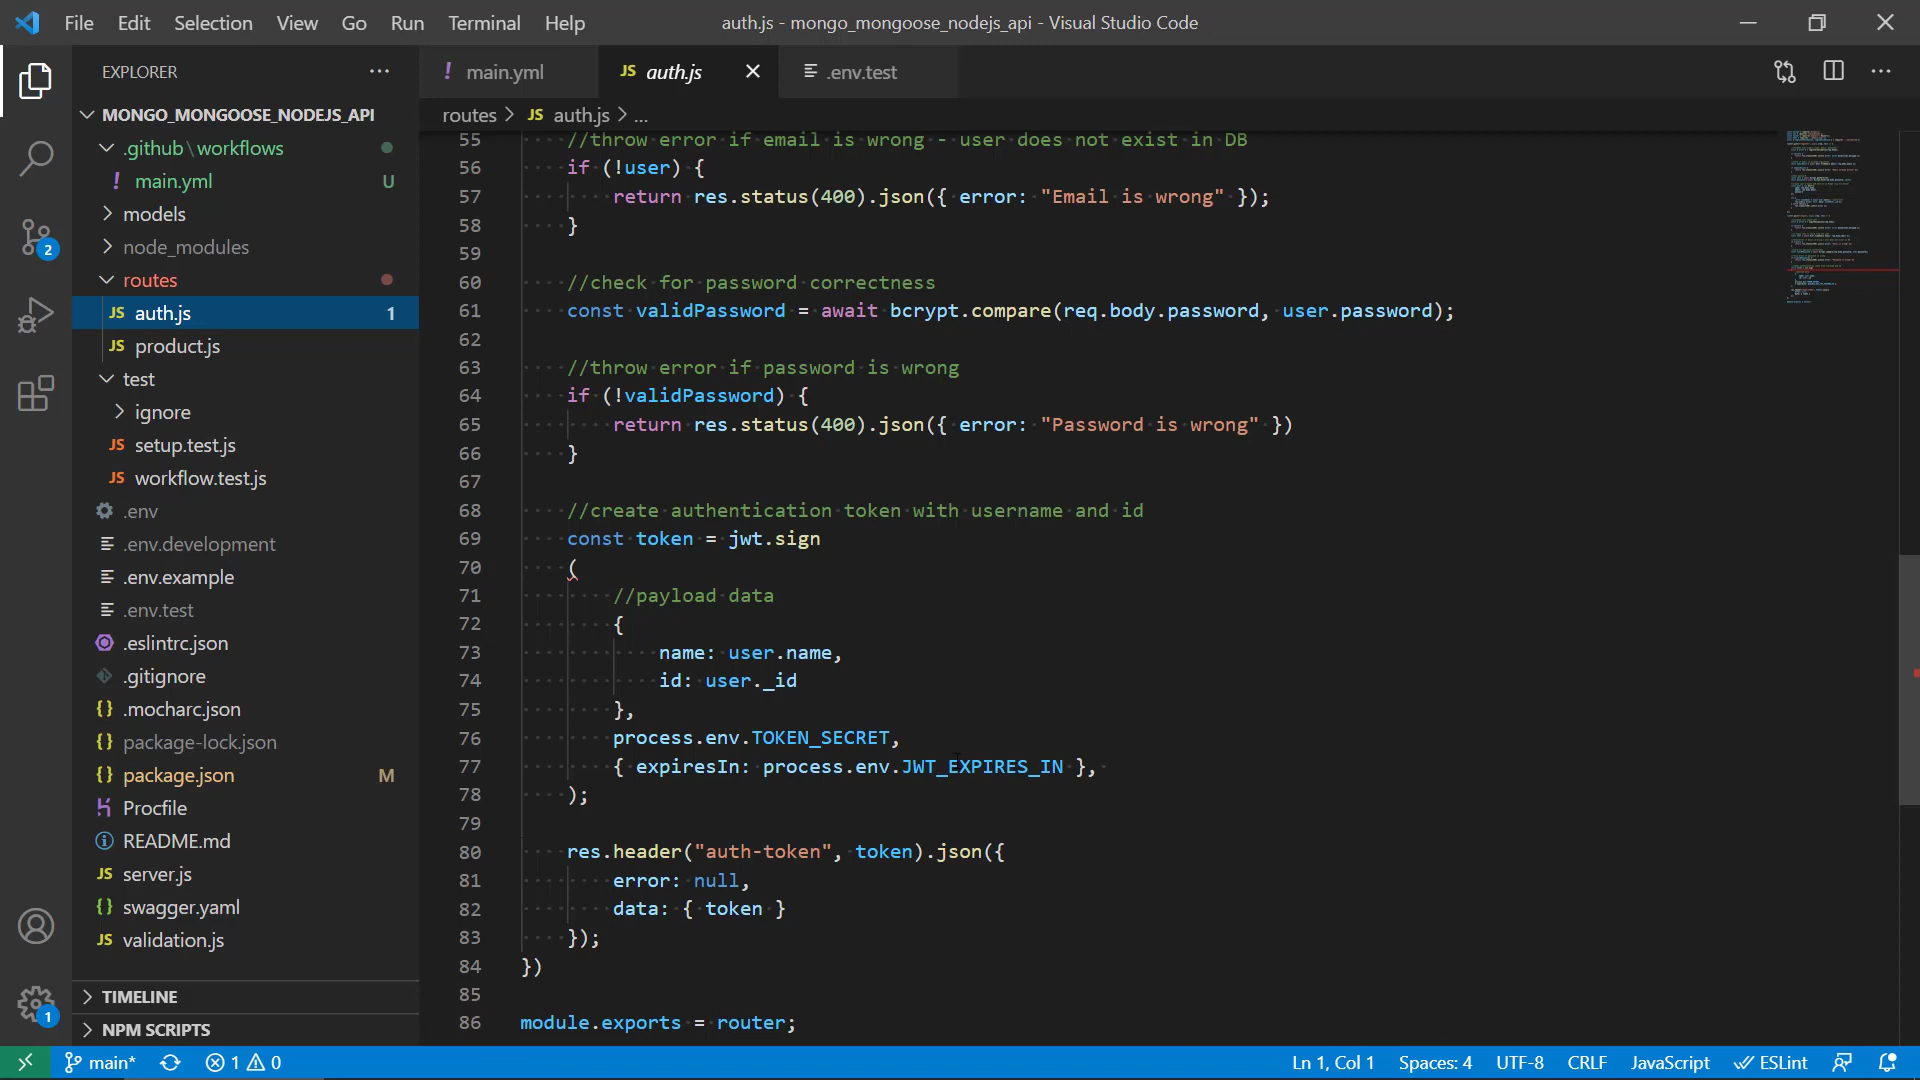 File Edit Selection View Go Run Terminal Help
auth.js - mongo_mongoose_nodejs_api - Visual Studio Code
EXPLORER
MONGO_MONGOOSE_NODEJS_API
.github\workflows
! main.yml U
models
node_modules
routes
JS auth.js 1
JS product.js
test
ignore
JS setup.test.js
JS workflow.test.js
.env
.env.development
.env.example
.env.test
.eslintrc.json
.gitignore
{} .mocharc.json
{} package-lock.json
{} package.json M
Procfile
README.md
JS server.js
{} swagger.yaml
JS validation.js
TIMELINE
NPM SCRIPTS
2
1
! main.yml
JS auth.js
.env.test
routes > JS auth.js > ...
55 //throw error if email is wrong - user does not exist in DB
56 if (!user) {
57 return res.status(400).json({ error: "Email is wrong" });
58 }
59
60 //check for password correctness
61 const validPassword = await bcrypt.compare(req.body.password, user.password);
62
63 //throw error if password is wrong
64 if (!validPassword) {
65 return res.status(400).json({ error: "Password is wrong" })
66 }
67
68 //create authentication token with username and id
69 const token = jwt.sign
70 (
71 //payload data
72 {
73 name: user.name,
74 id: user._id
75 },
76 process.env.TOKEN_SECRET,
77 { expiresIn: process.env.JWT_EXPIRES_IN },
78 );
79
80 res.header("auth-token", token).json({
81 error: null,
82 data: { token }
83 });
84 })
85
86 module.exports = router;
main* 1 0
Ln 1, Col 1 Spaces: 4 UTF-8 CRLF JavaScript ESLint